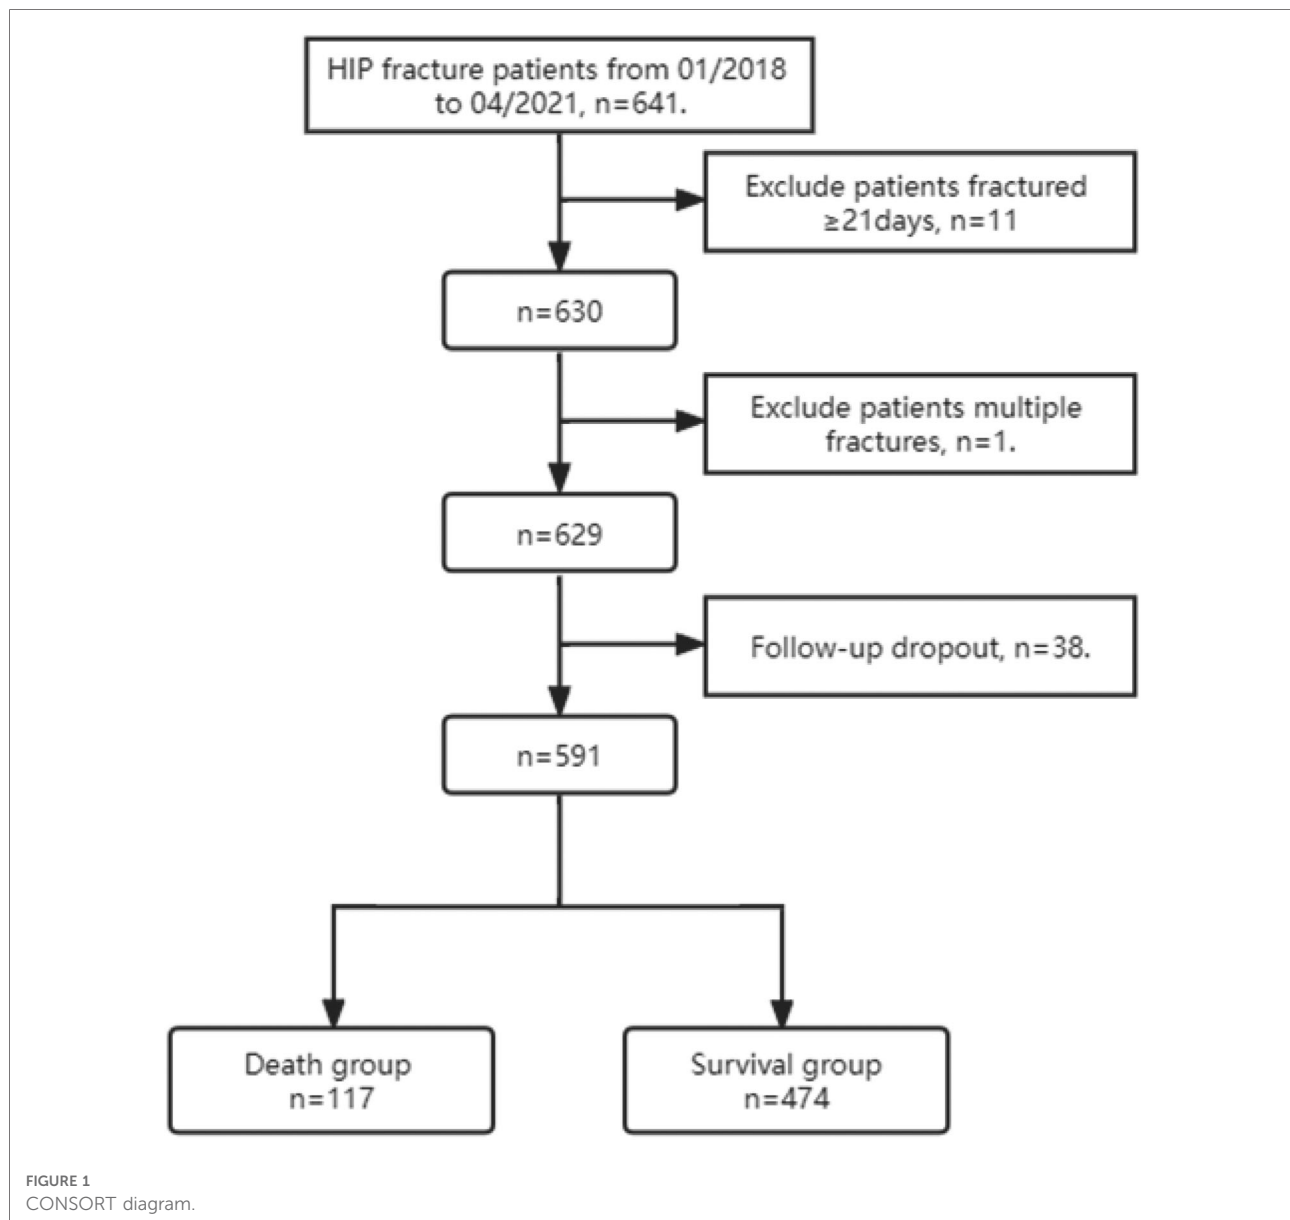 HIP fracture patients from 01/2018
to 04/2021, n=641.
Exclude patients fractured
≥21days, n=11
n=630
Exclude patients multiple
fractures, n=1.
n=629
Follow-up dropout, n=38.
n=591
Death group
n=117
Survival group
n=474
FIGURE 1
CONSORT diagram.